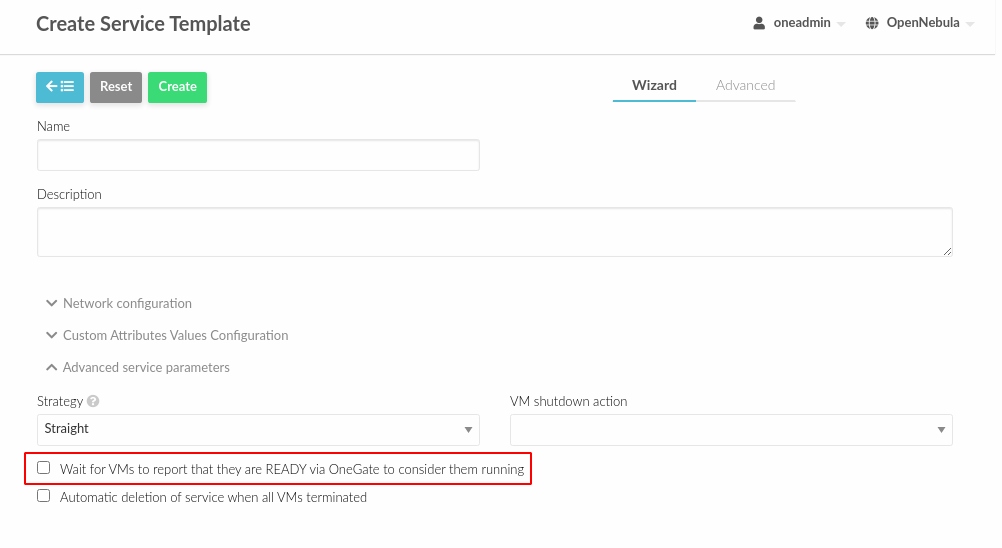 Create Service Template
oneadmin
OpenNebula
Reset
Create
Wizard
Advanced
Name
Description
Network configuration
Custom Attributes Values Configuration
Advanced service parameters
Strategy ?
VM shutdown action
Straight
Wait for VMs to report that they are READY via OneGate to consider them running
Automatic deletion of service when all VMs terminated